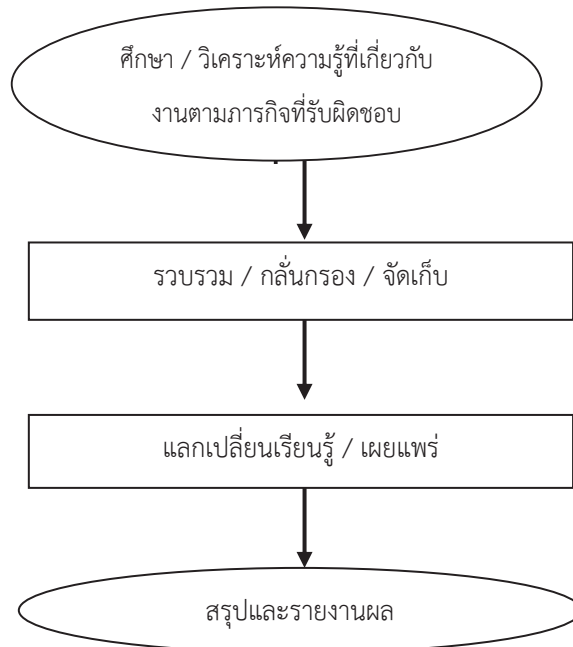 ศึกษา / วิเคราะห์ความรู้ที่เกี่ยวกับ
งานตามภารกิจที่รับผิดชอบ
รวบรวม / กลั่นกรอง / จัดเก็บ
แลกเปลี่ยนเรียนรู้ / เผยแพร่
สรุปและรายงานผล